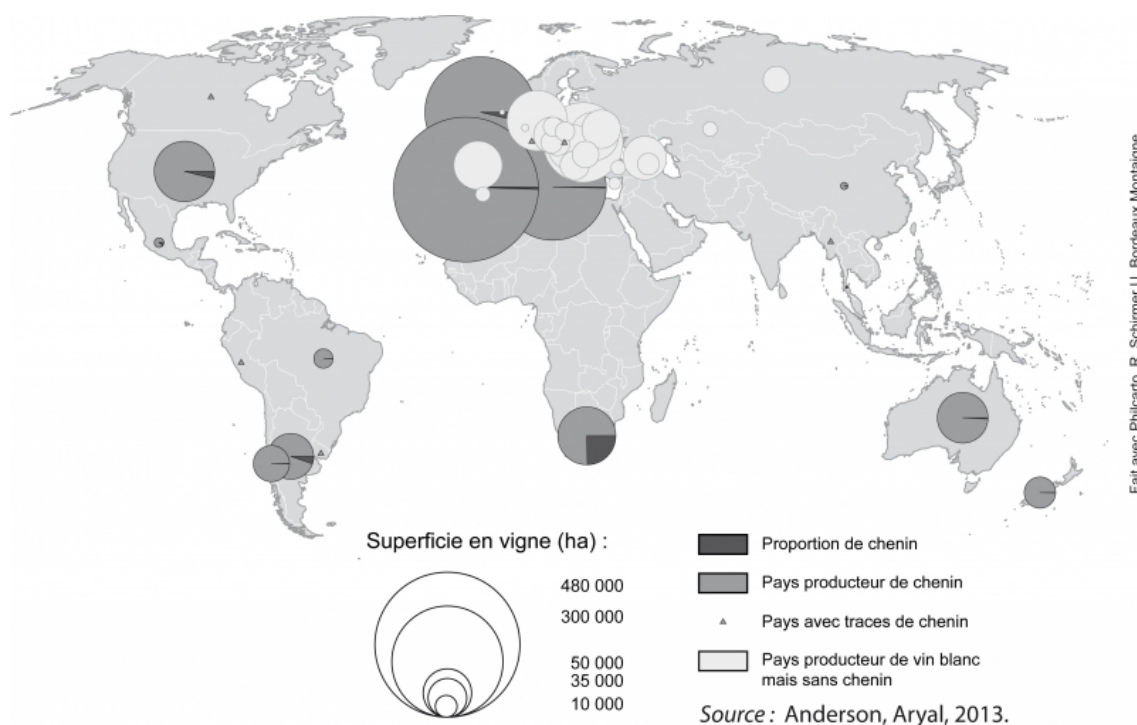 Superficie en vigne (ha) :
480 000
300 000
50 000
35 000
10 000
Proportion de chenin
Pays producteur de chenin
Pays avec traces de chenin
Pays producteur de vin blanc
mais sans chenin
Source : Anderson, Aryal, 2013.
Fait avec Philcarto, R. Schirmer U. Bordeaux Montaigne